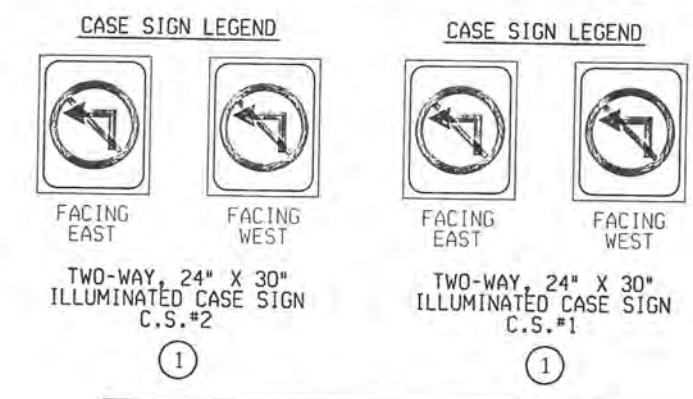 CASE SIGN LEGEND
FACING EAST
FACING WEST
TWO-WAY, 24" X 30"
ILLUMINATED CASE SIGN
C.S.#2
1
CASE SIGN LEGEND
FACING EAST
FACING WEST
TWO-WAY, 24" X 30"
ILLUMINATED CASE SIGN
C.S.#1
1